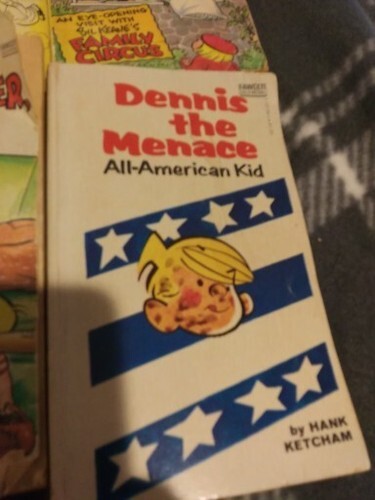 AN EYE-OPENING
VISIT WITH
BIL KEANE'S
FAMILY
CIRCUS
FAWCETT
Dennis
the
Menace
All-American Kid
by HANK
KETCHAM